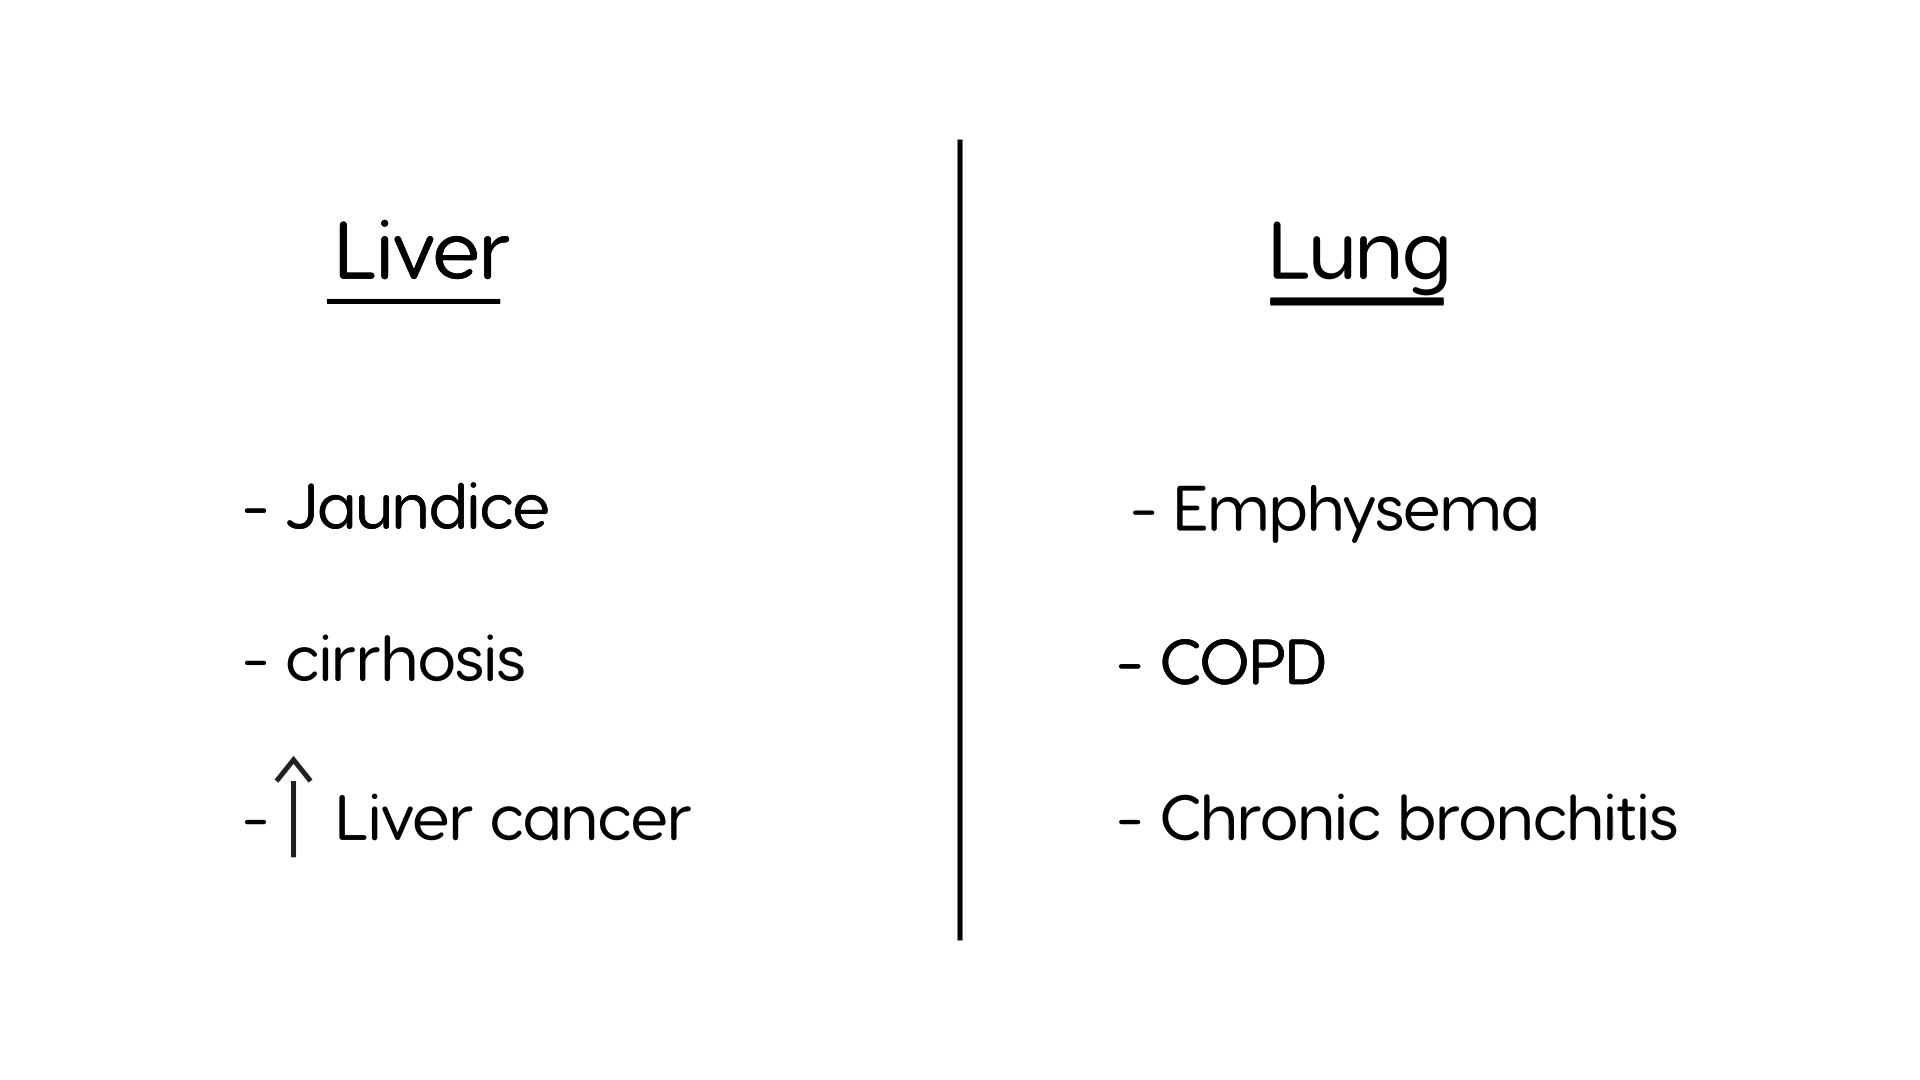 Liver
- Jaundice
- cirrhosis
- ↑ Liver cancer
Lung
- Emphysema
- COPD
- Chronic bronchitis